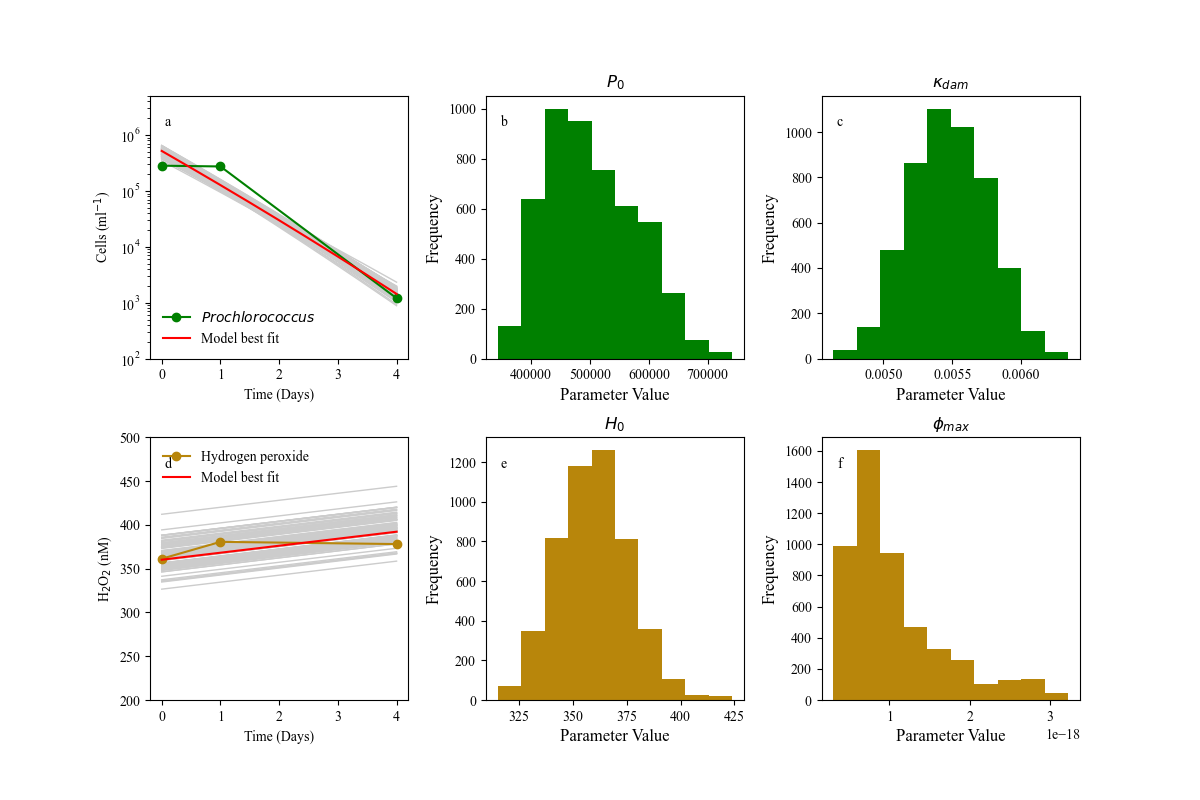 a
Cells (ml⁻¹)
10⁶
10⁵
10⁴
10³
10²
Prochlorococcus
Model best fit
0 1 2 3 4
Time (Days)
P₀
b
Frequency
1000
800
600
400
200
0
400000 500000 600000 700000
Parameter Value
κ_dam
c
Frequency
1000
800
600
400
200
0
0.0050 0.0055 0.0060
Parameter Value
d
H₂O₂ (nM)
500
450
400
350
300
250
200
Hydrogen peroxide
Model best fit
0 1 2 3 4
Time (Days)
H₀
e
Frequency
1200
1000
800
600
400
200
0
325 350 375 400 425
Parameter Value
ϕ_max
f
Frequency
1600
1400
1200
1000
800
600
400
200
0
1 2 3
1e−18
Parameter Value